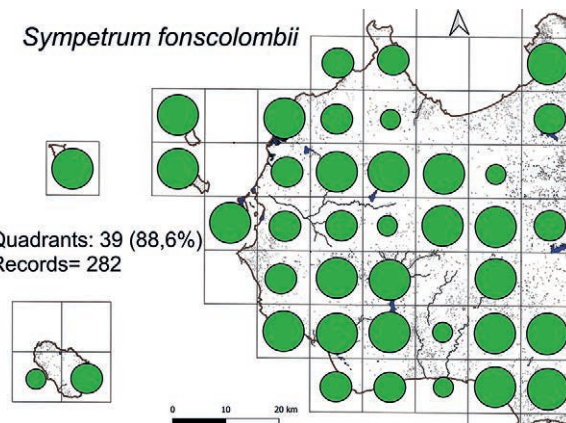 Sympetrum fonscolombii
Quadrants: 39 (88,6%)
Records= 282
0 10 20 km